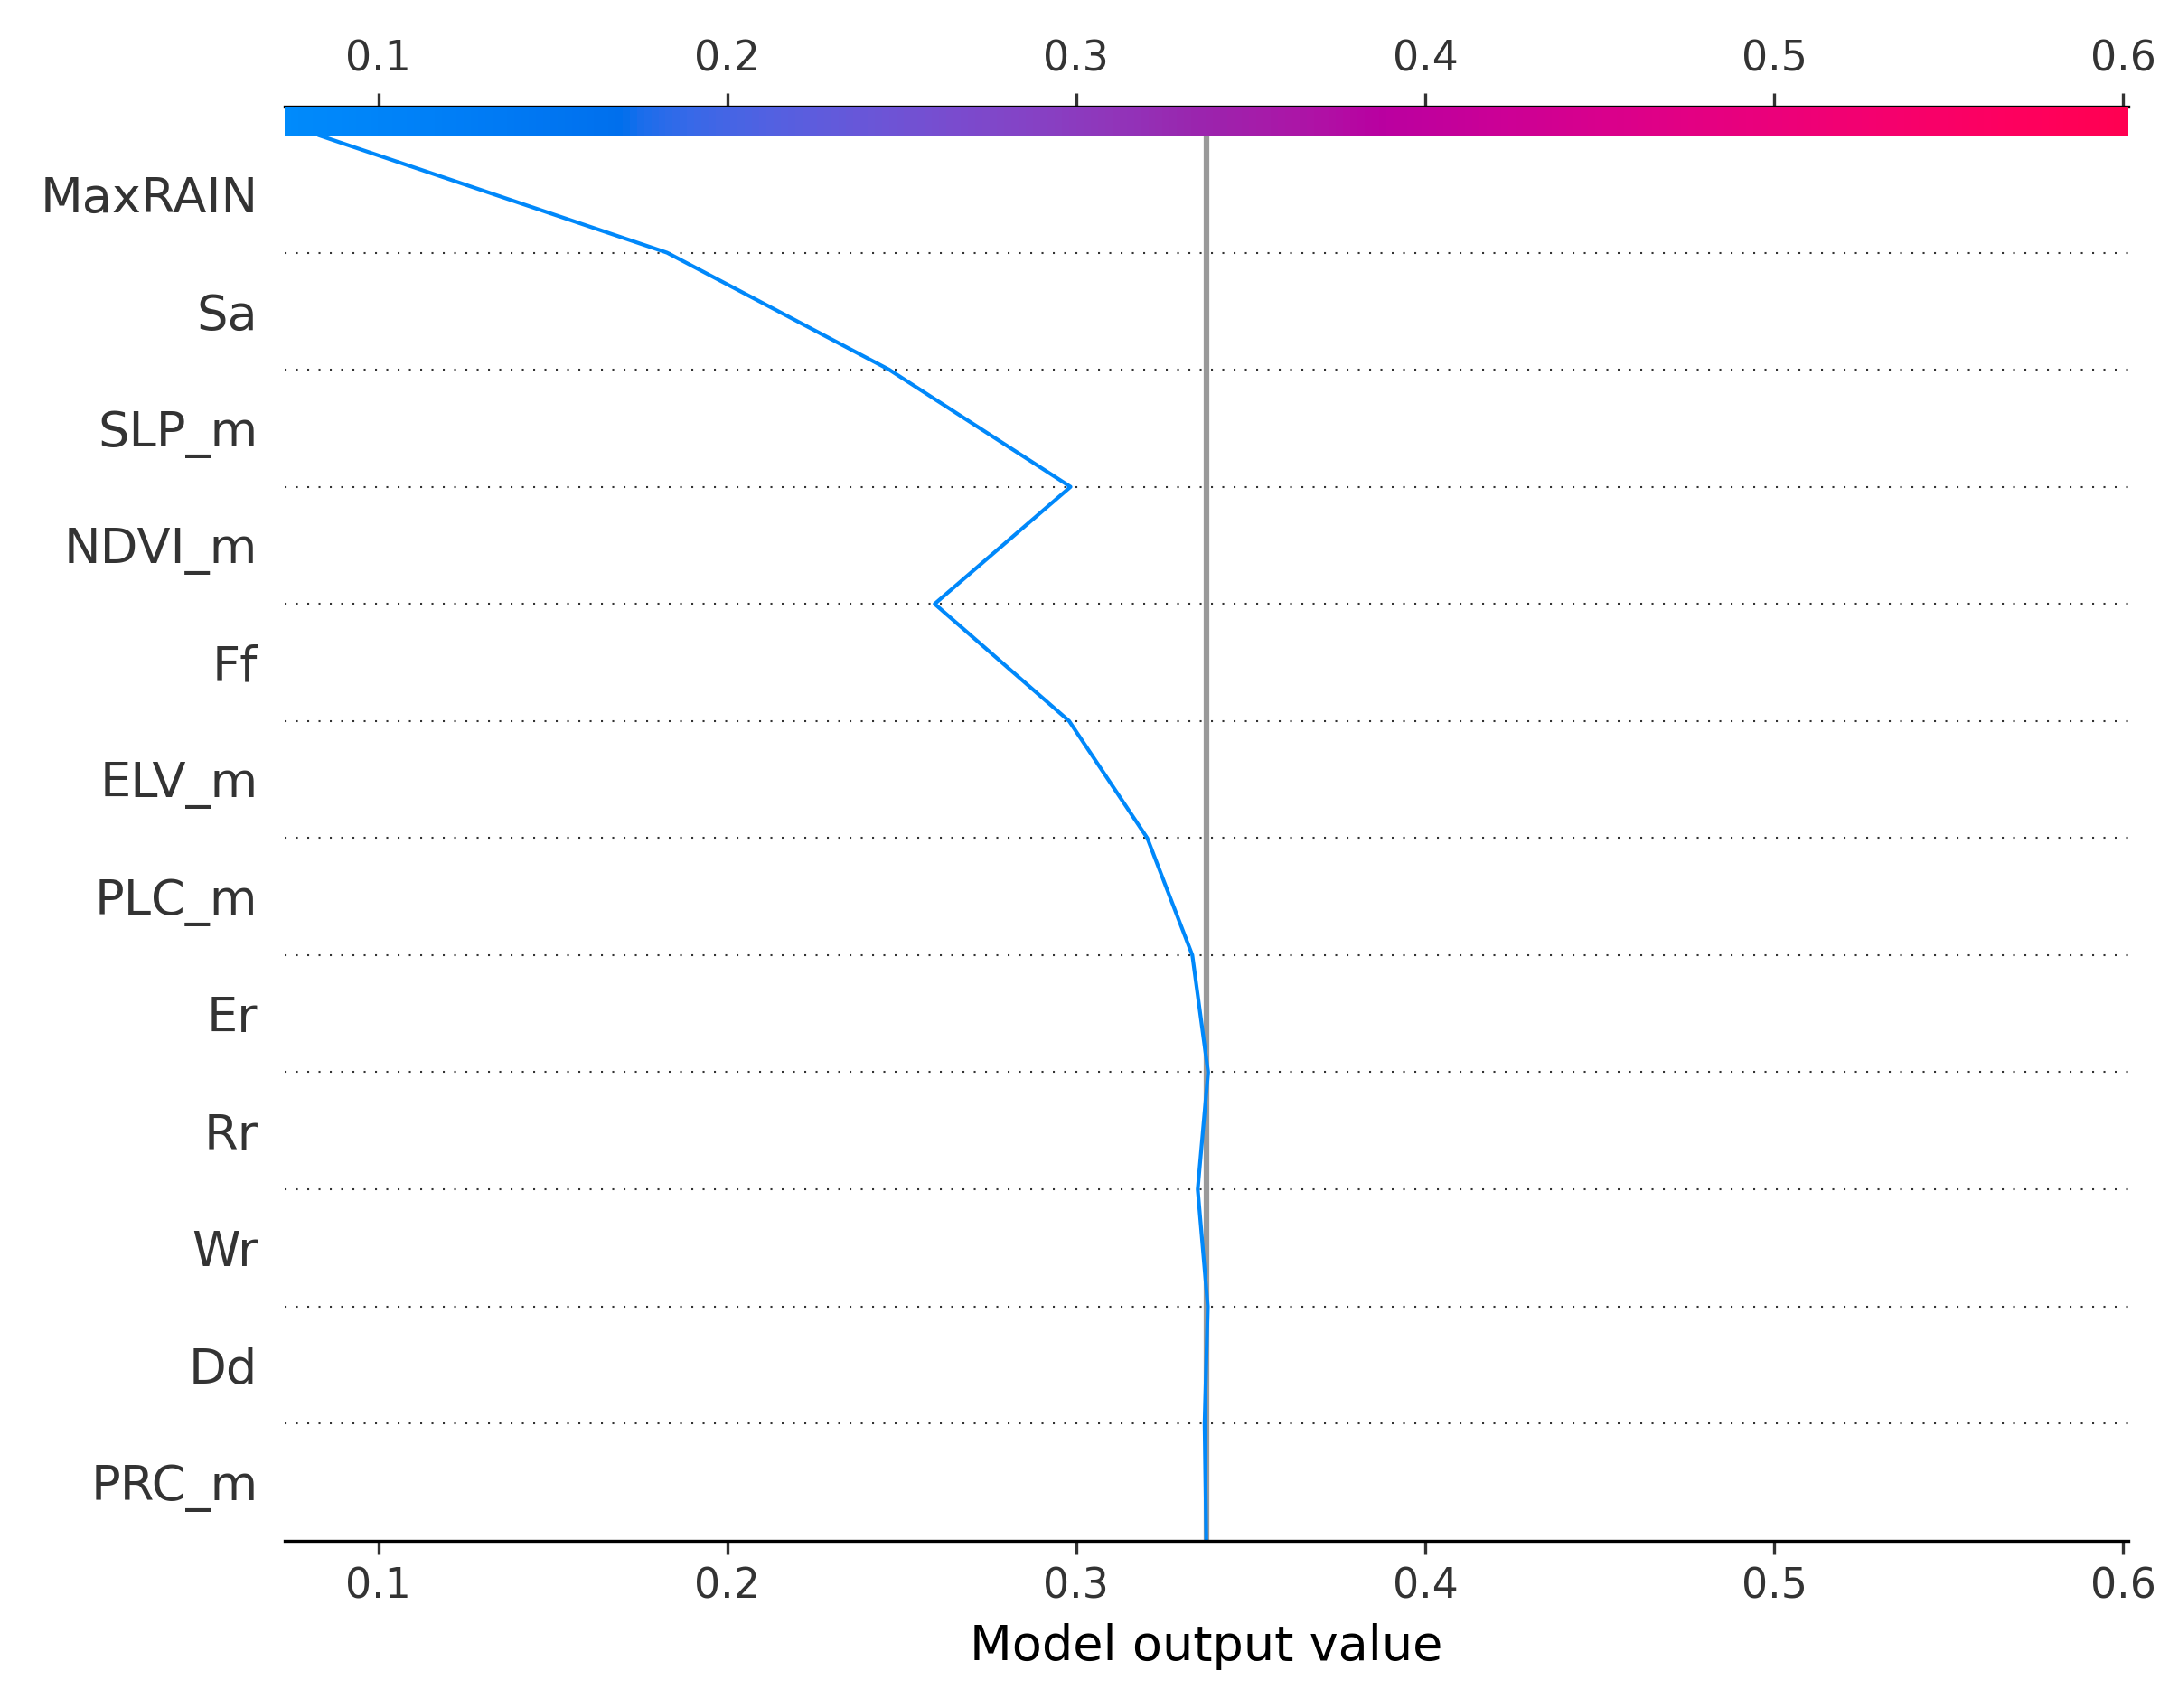 0.1 0.2 0.3 0.4 0.5 0.6
MaxRAIN
Sa
SLP_m
NDVI_m
Ff
ELV_m
PLC_m
Er
Rr
Wr
Dd
PRC_m
0.1 0.2 0.3 0.4 0.5 0.6
Model output value